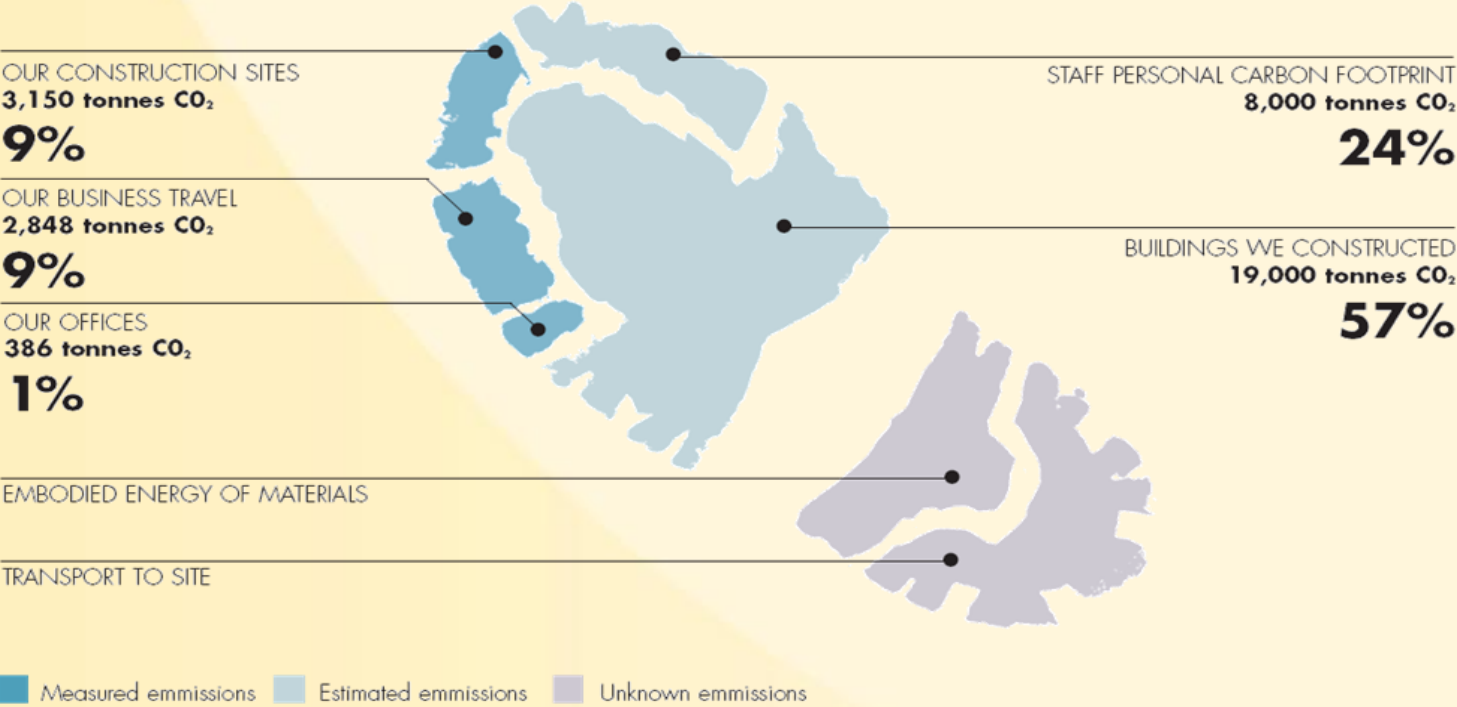 OUR CONSTRUCTION SITES
3,150 tonnes CO₂
9%
OUR BUSINESS TRAVEL
2,848 tonnes CO₂
9%
OUR OFFICES
386 tonnes CO₂
1%
EMBODIED ENERGY OF MATERIALS
TRANSPORT TO SITE
STAFF PERSONAL CARBON FOOTPRINT
8,000 tonnes CO₂
24%
BUILDINGS WE CONSTRUCTED
19,000 tonnes CO₂
57%
Measured emmissions
Estimated emmissions
Unknown emmissions